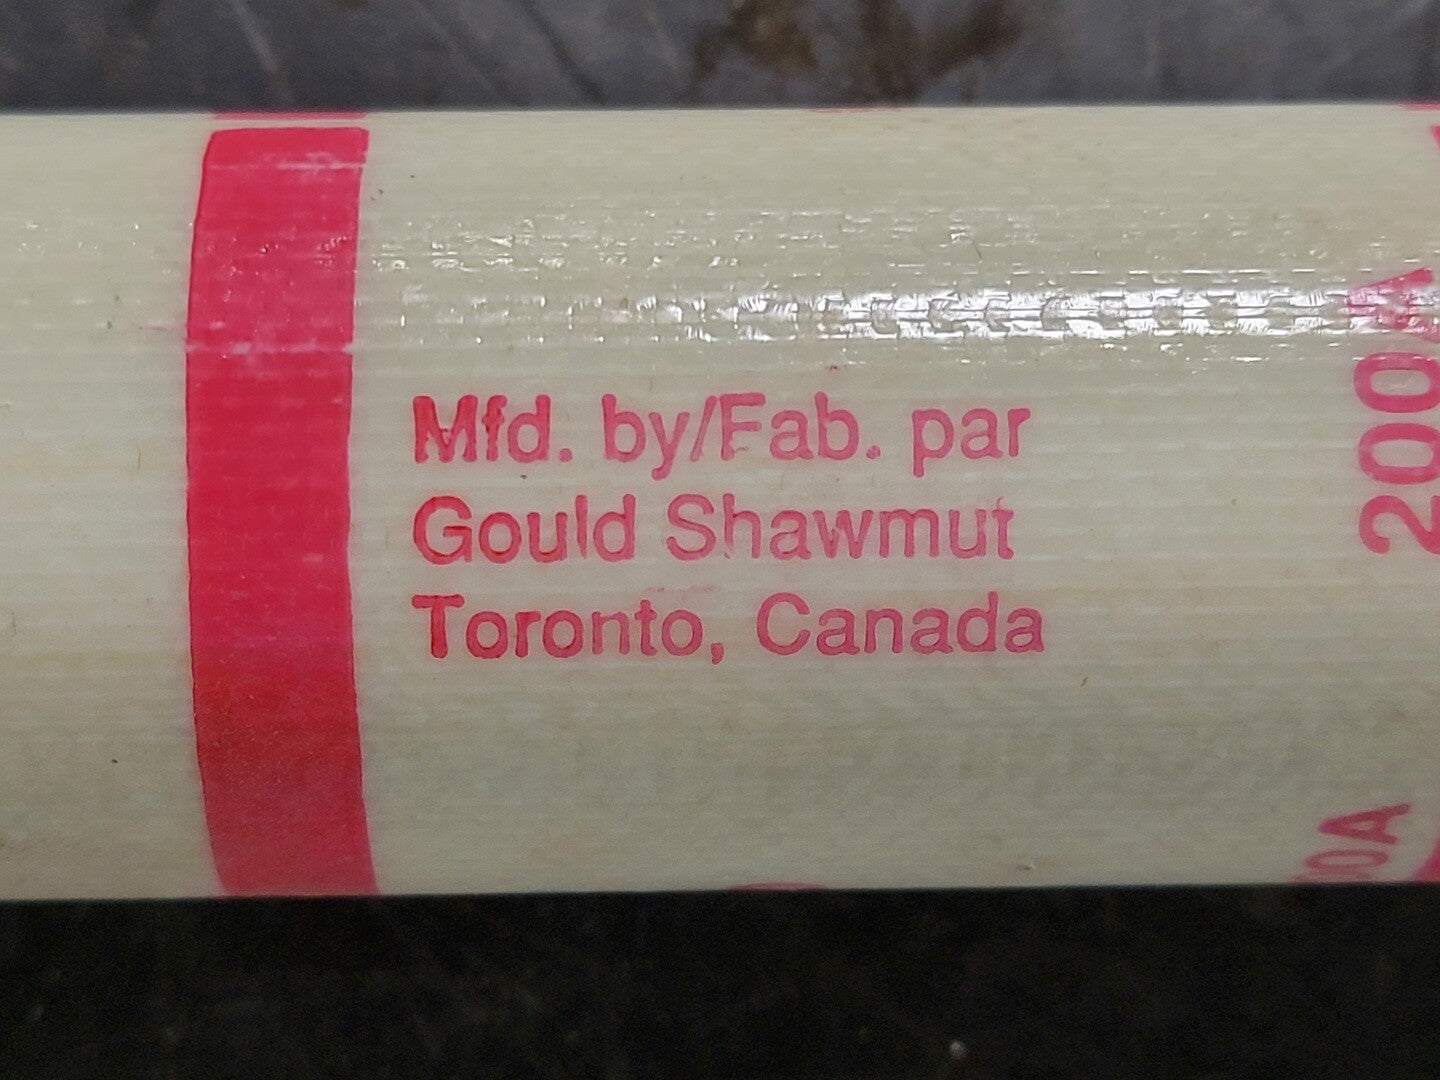 Mfd. by/Fab. par
Gould Shawmut
Toronto, Canada
200A